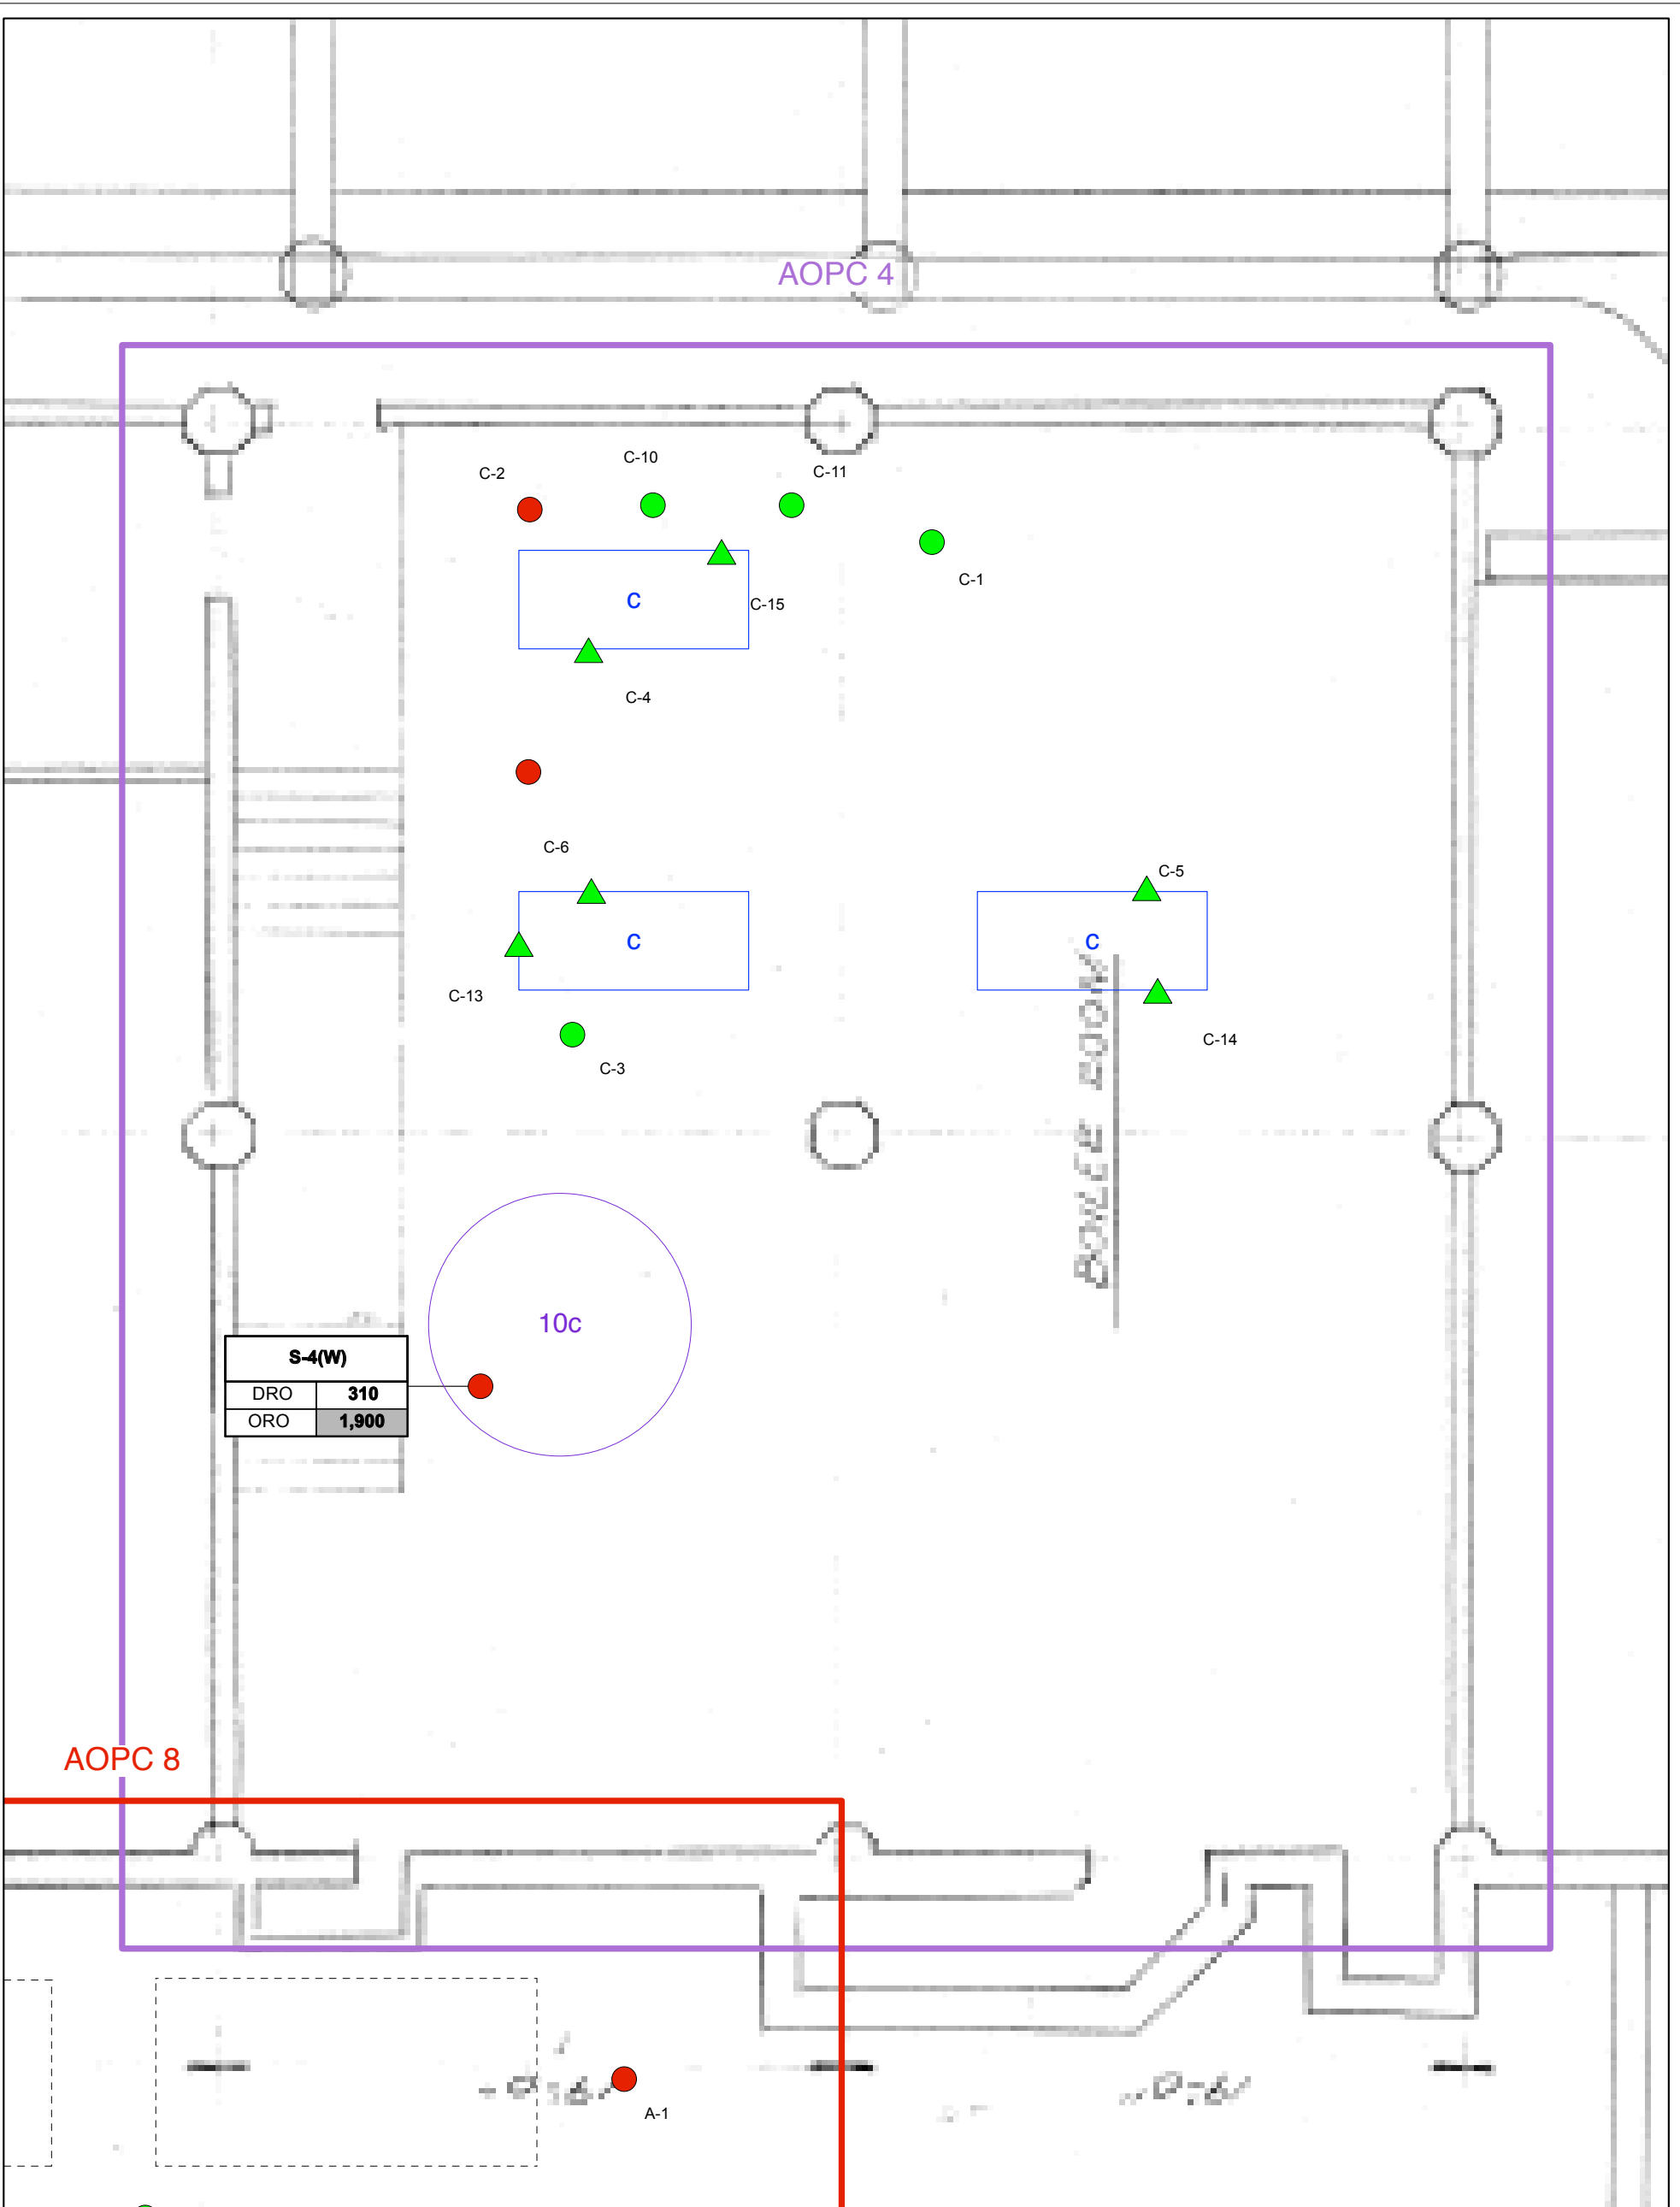 AOPC 4
C-10
C-11
C-2
C-1
C
C-15
C-4
C-6
C-5
C
C
C-13
C-14
C-3
BOILER ROOM
10c
S-4(W)
DRO 310
ORO 1,900
AOPC 8
A-1